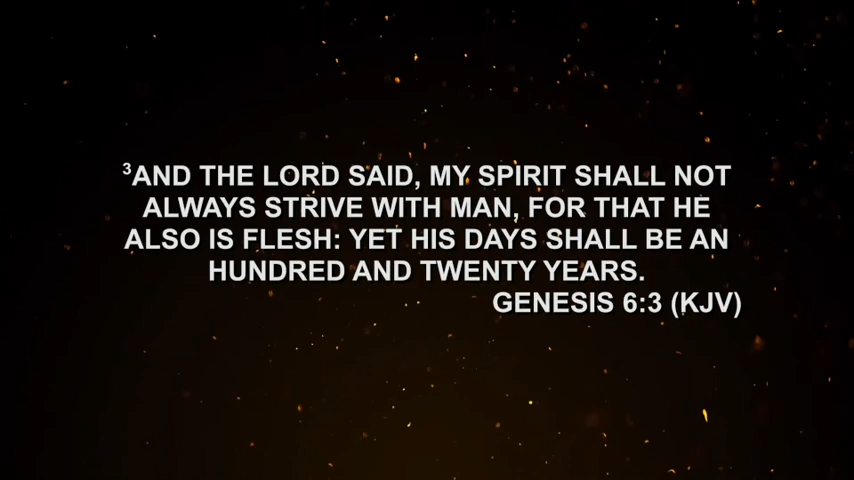 ³AND THE LORD SAID, MY SPIRIT SHALL NOT
ALWAYS STRIVE WITH MAN, FOR THAT HE
ALSO IS FLESH: YET HIS DAYS SHALL BE AN
HUNDRED AND TWENTY YEARS.
GENESIS 6:3 (KJV)